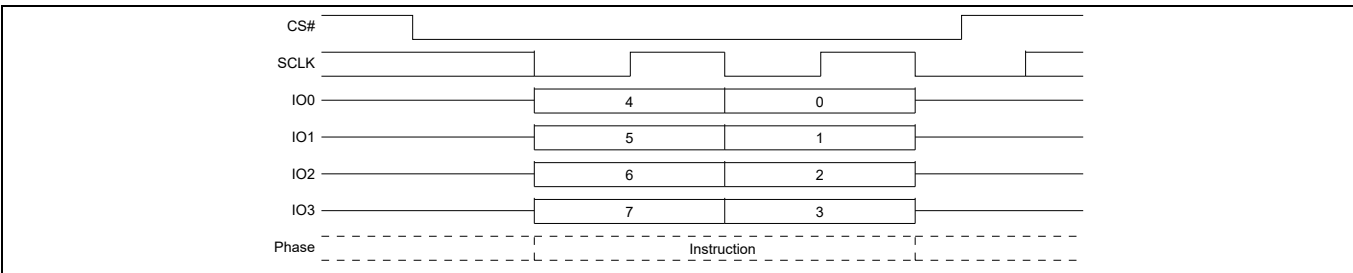 CS#
SCLK
IO0 4 0
IO1 5 1
IO2 6 2
IO3 7 3
Phase Instruction